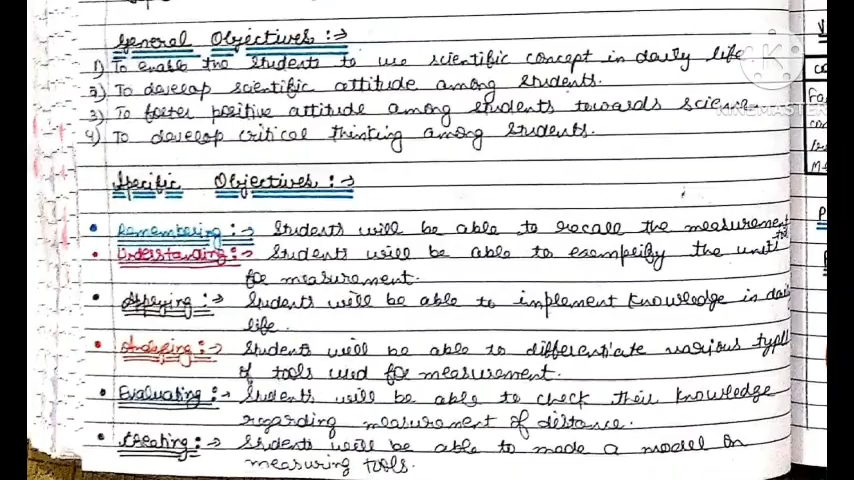 General Objectives :->
1) To enable the students to use scientific concept in daily life
2) To develop scientific attitude among students.
3) To foster positive attitude among students towards science.
4) To develop critical thinking among students.
Specific Objectives :->
• Remembering :-> Students will be able to recall the measurement
• Understanding :-> Students will be able to exemplify the units
for measurement.
• Applying :-> Students will be able to implement knowledge in daily
life.
• Analyzing :-> Students will be able to differentiate various types
of tools used for measurement.
• Evaluating :-> Students will be able to check their knowledge
regarding measurement of distance.
• Creating :-> Students will be able to made a model on
measuring tools.
KINEMASTER